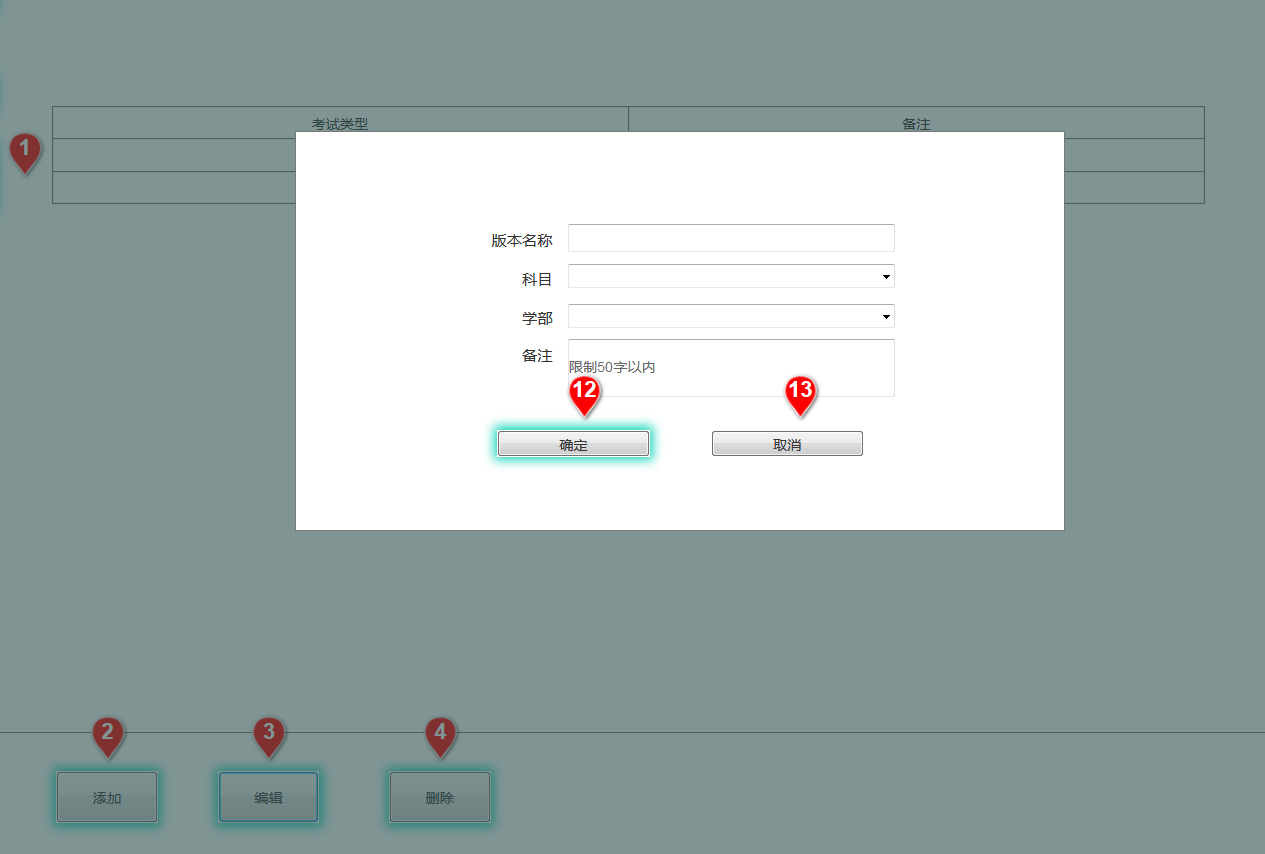 考试类型 备注
1
版本名称
科目
学部
备注
限制50字以内
12 13
确定 取消
2 3 4
添加 编辑 删除